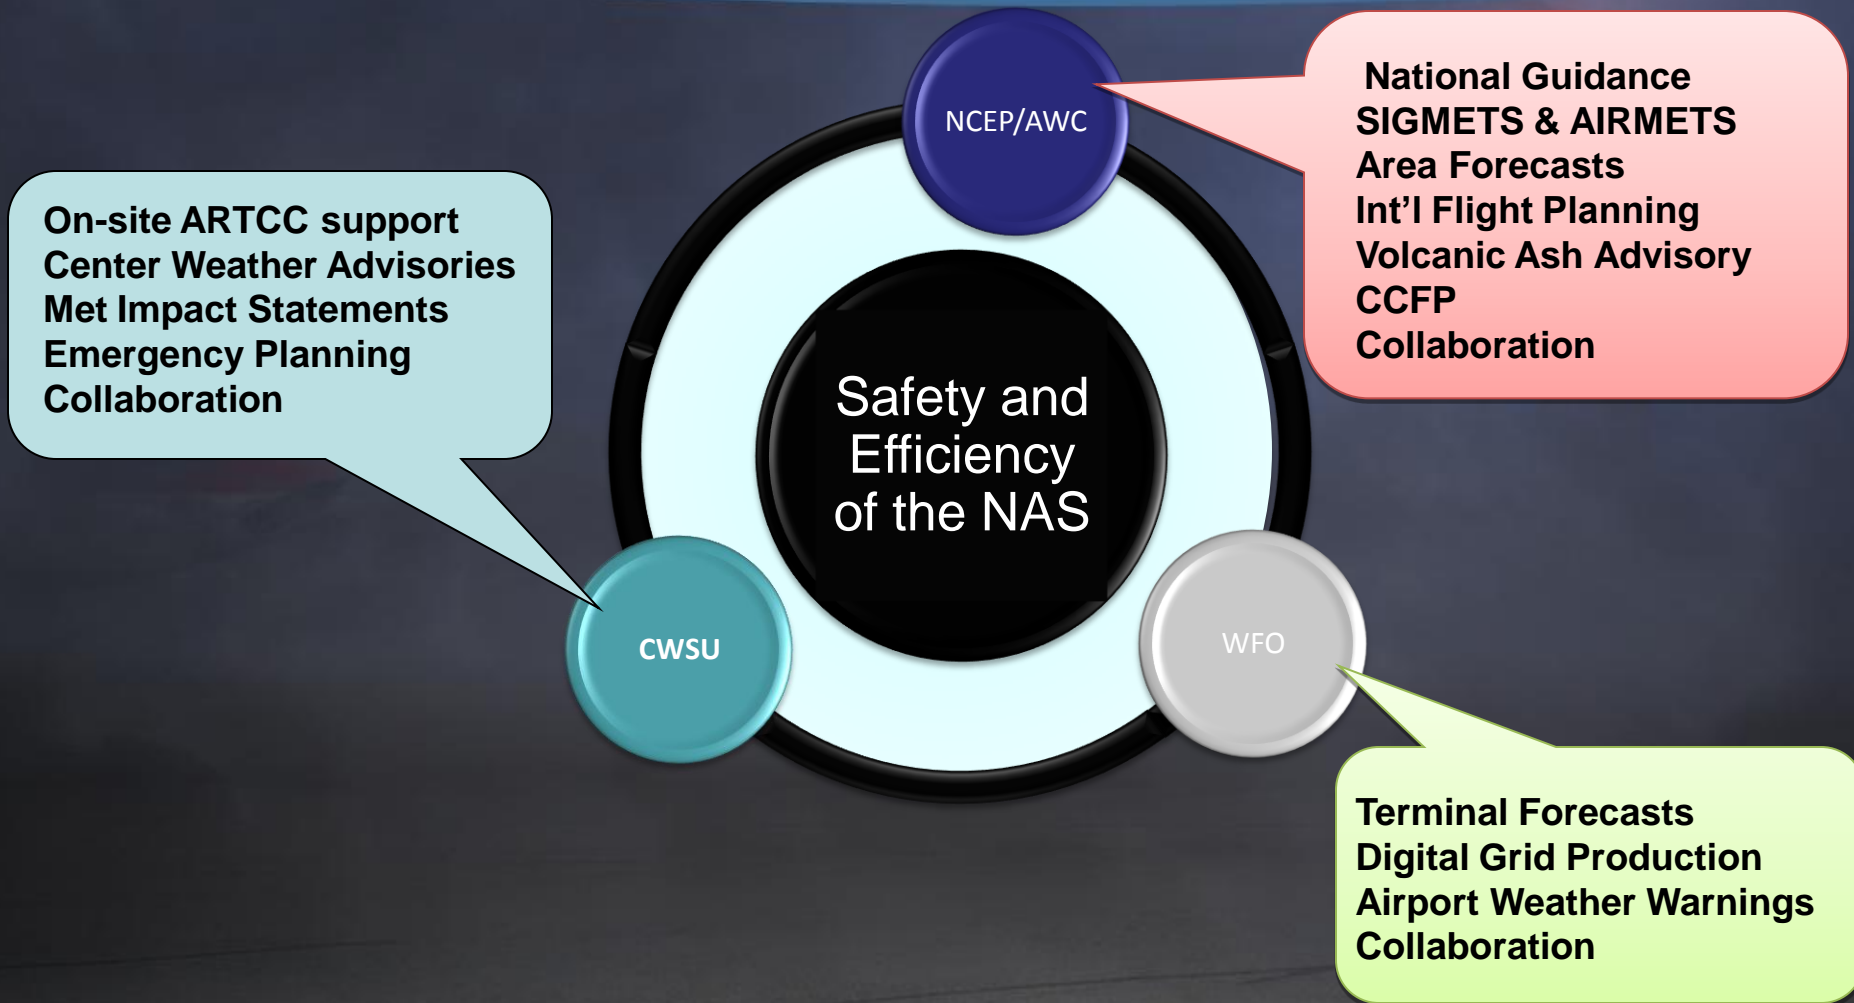 NCEP/AWC
National Guidance
SIGMETS & AIRMETS
Area Forecasts
Int’l Flight Planning
Volcanic Ash Advisory
CCFP
Collaboration
On-site ARTCC support
Center Weather Advisories
Met Impact Statements
Emergency Planning
Collaboration
Safety and
Efficiency
of the NAS
CWSU
WFO
Terminal Forecasts
Digital Grid Production
Airport Weather Warnings
Collaboration